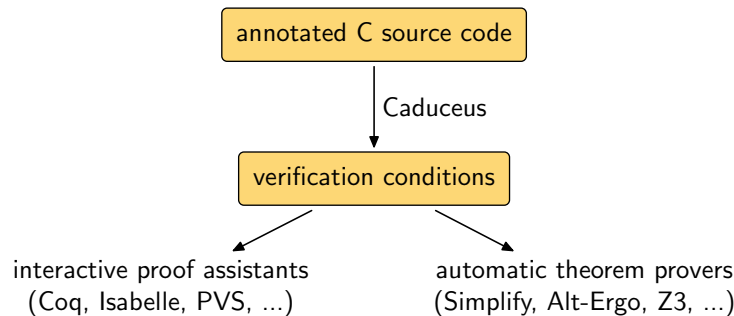 annotated C source code
Caduceus
verification conditions
interactive proof assistants
(Coq, Isabelle, PVS, ...)
automatic theorem provers
(Simplify, Alt-Ergo, Z3, ...)